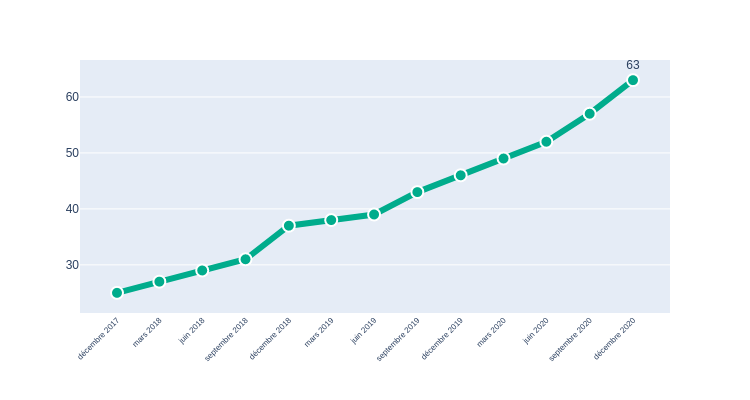 63
60
50
40
30
décembre 2017
mars 2018
juin 2018
septembre 2018
décembre 2018
mars 2019
juin 2019
septembre 2019
décembre 2019
mars 2020
juin 2020
septembre 2020
décembre 2020